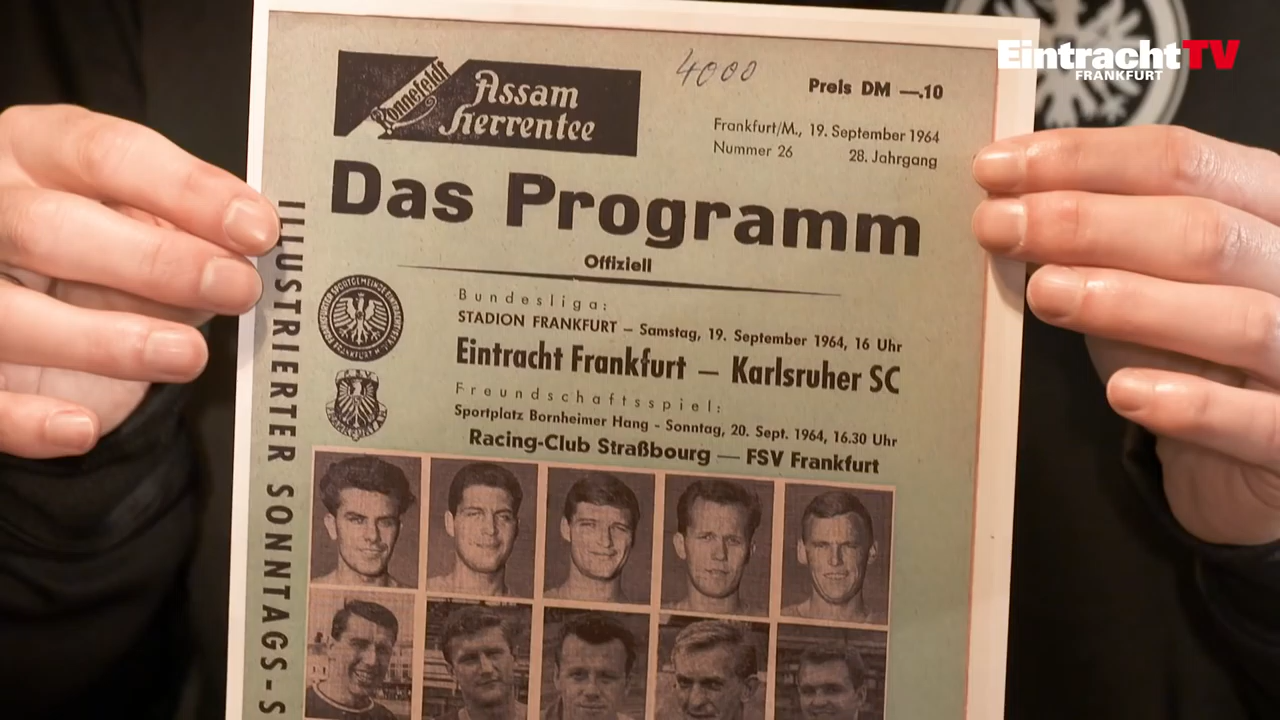 EintrachtTV
FRANKFURT
Ronnefeldt
Assam
Herrentee
4000
Preis DM —.10
Frankfurt/M., 19. September 1964
Nummer 26 28. Jahrgang
Das Programm
Offiziell
Bundesliga:
STADION FRANKFURT – Samstag, 19. September 1964, 16 Uhr
Eintracht Frankfurt – Karlsruher SC
Freundschaftsspiel:
Sportplatz Bornheimer Hang - Sonntag, 20. Sept. 1964, 16.30 Uhr
Racing-Club Straßbourg — FSV Frankfurt
ILLUSTRIERTER SONNTAGS-S